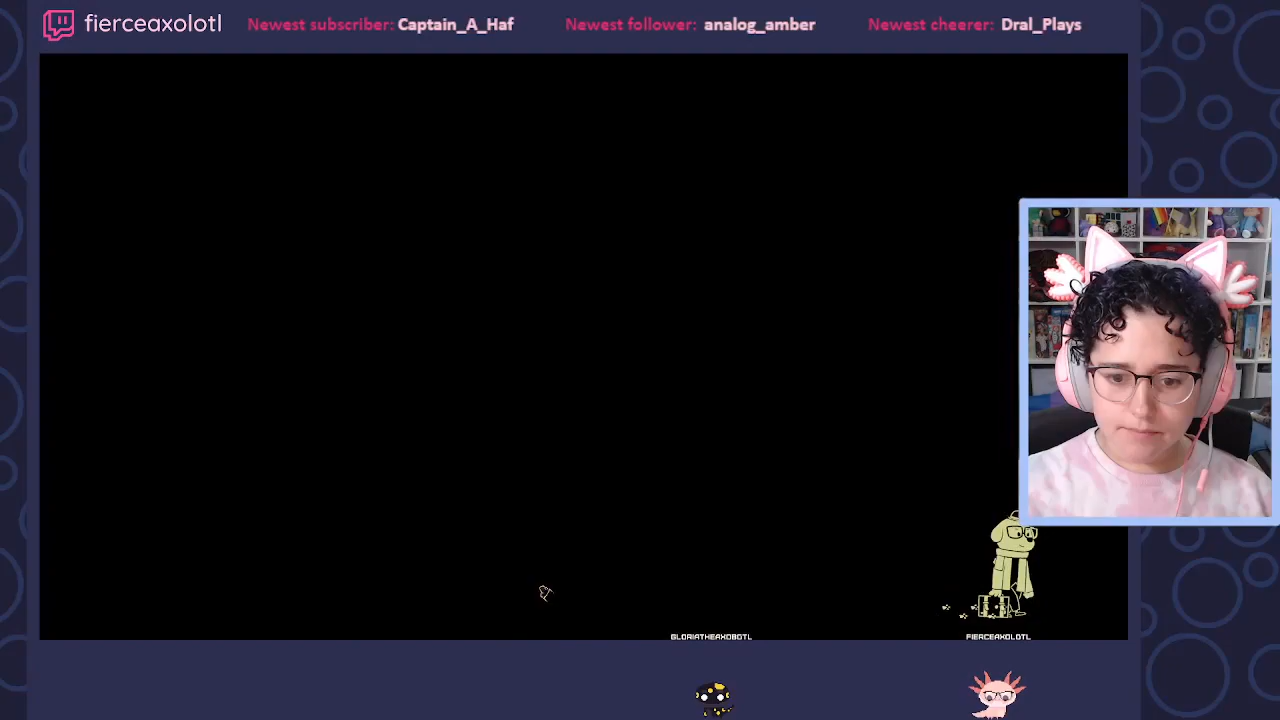 fierceaxolotl
Newest subscriber: Captain_A_Haf
Newest follower: analog_amber
Newest cheerer: Dral_Plays
GLORIATHEAXOBOTL
FIERCEAXOLOTL